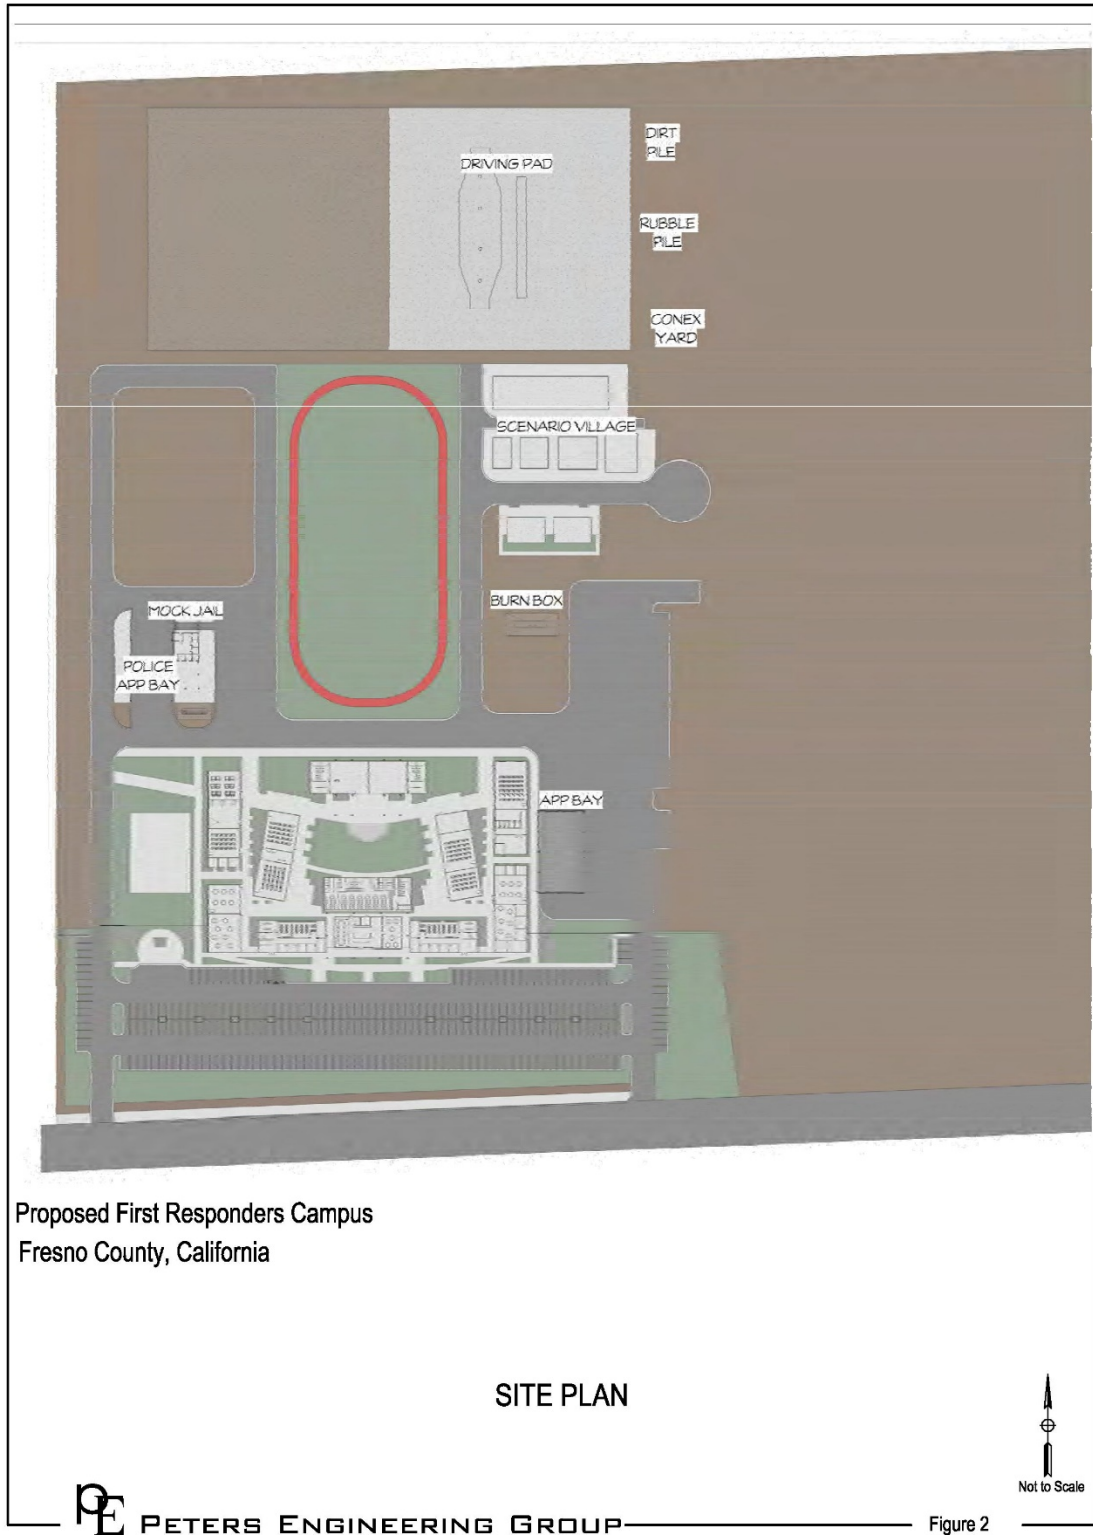 DIRT
PILE
DRIVING PAD
RUBBLE
PILE
CONEX
YARD
SCENARIO VILLAGE
BURN BOX
MOCK JAIL
POLICE
APP BAY
APP BAY
Proposed First Responders Campus
Fresno County, California
SITE PLAN
Not to Scale
PE PETERS ENGINEERING GROUP
Figure 2